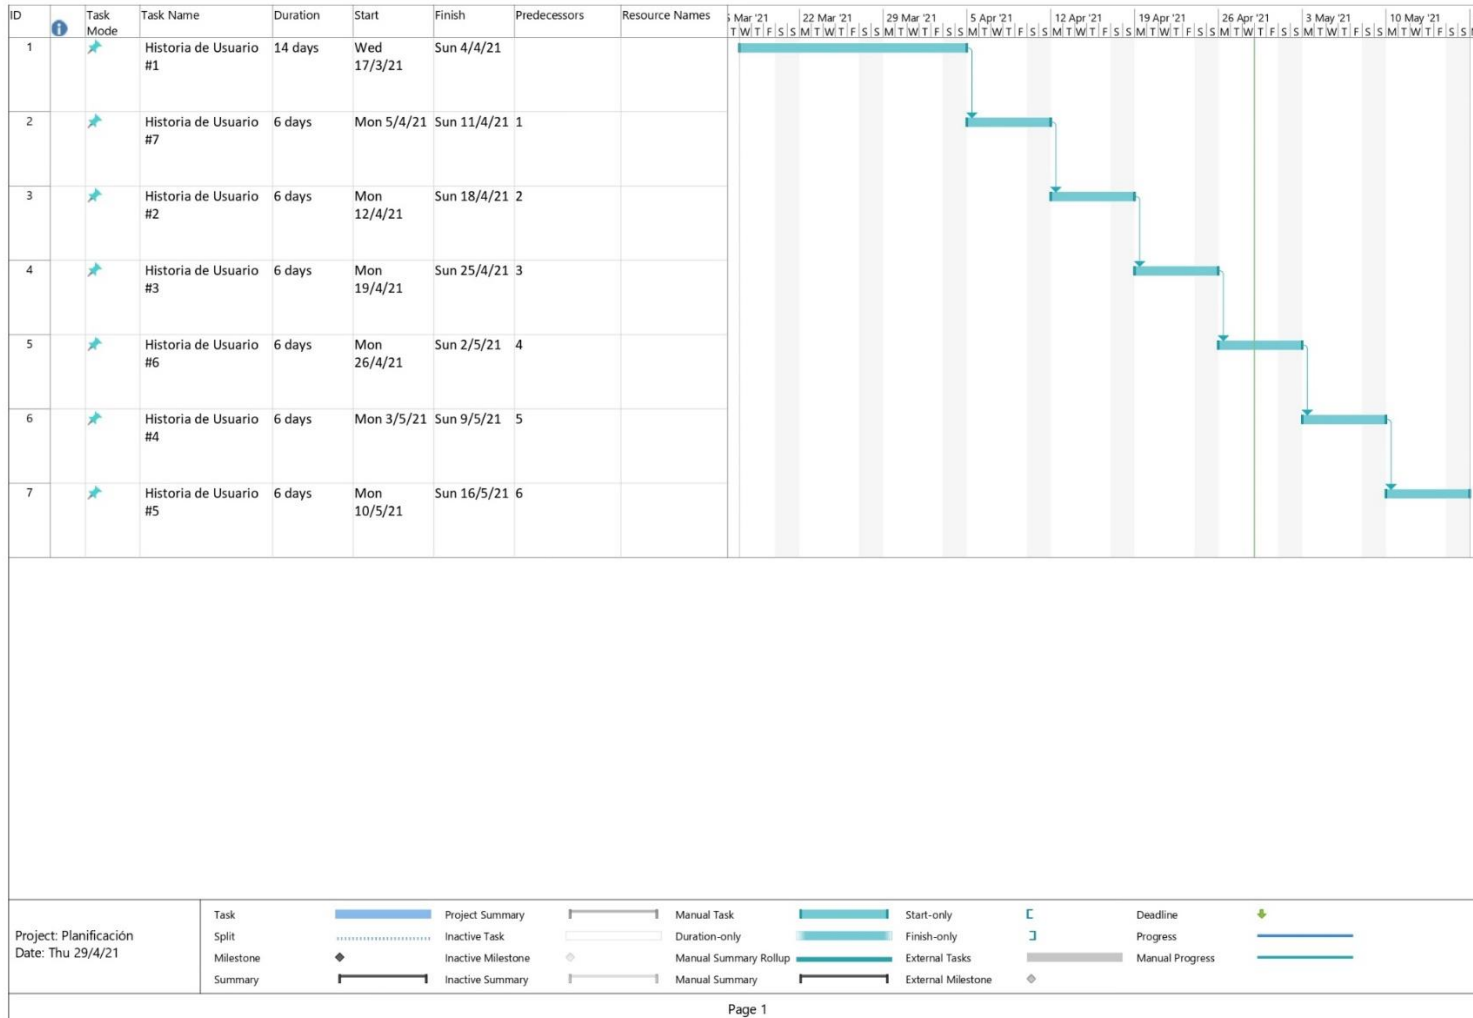 ID Task Mode Task Name Duration Start Finish Predecessors Resource Names
Mar '21 22 Mar '21 29 Mar '21 5 Apr '21 12 Apr '21 19 Apr '21 26 Apr '21 3 May '21 10 May '21
T W T F S S M T W T F S S M T W T F S S M T W T F S S M T W T F S S M T W T F S S M T W T F S S M T W T F S S M T W T F S S
1 Historia de Usuario #1 14 days Wed 17/3/21 Sun 4/4/21
2 Historia de Usuario #7 6 days Mon 5/4/21 Sun 11/4/21 1
3 Historia de Usuario #2 6 days Mon 12/4/21 Sun 18/4/21 2
4 Historia de Usuario #3 6 days Mon 19/4/21 Sun 25/4/21 3
5 Historia de Usuario #6 6 days Mon 26/4/21 Sun 2/5/21 4
6 Historia de Usuario #4 6 days Mon 3/5/21 Sun 9/5/21 5
7 Historia de Usuario #5 6 days Mon 10/5/21 Sun 16/5/21 6
Project: Planificación
Date: Thu 29/4/21
Task Project Summary Manual Task Start-only Deadline
Split Inactive Task Duration-only Finish-only Progress
Milestone Inactive Milestone Manual Summary Rollup External Tasks Manual Progress
Summary Inactive Summary Manual Summary External Milestone
Page 1